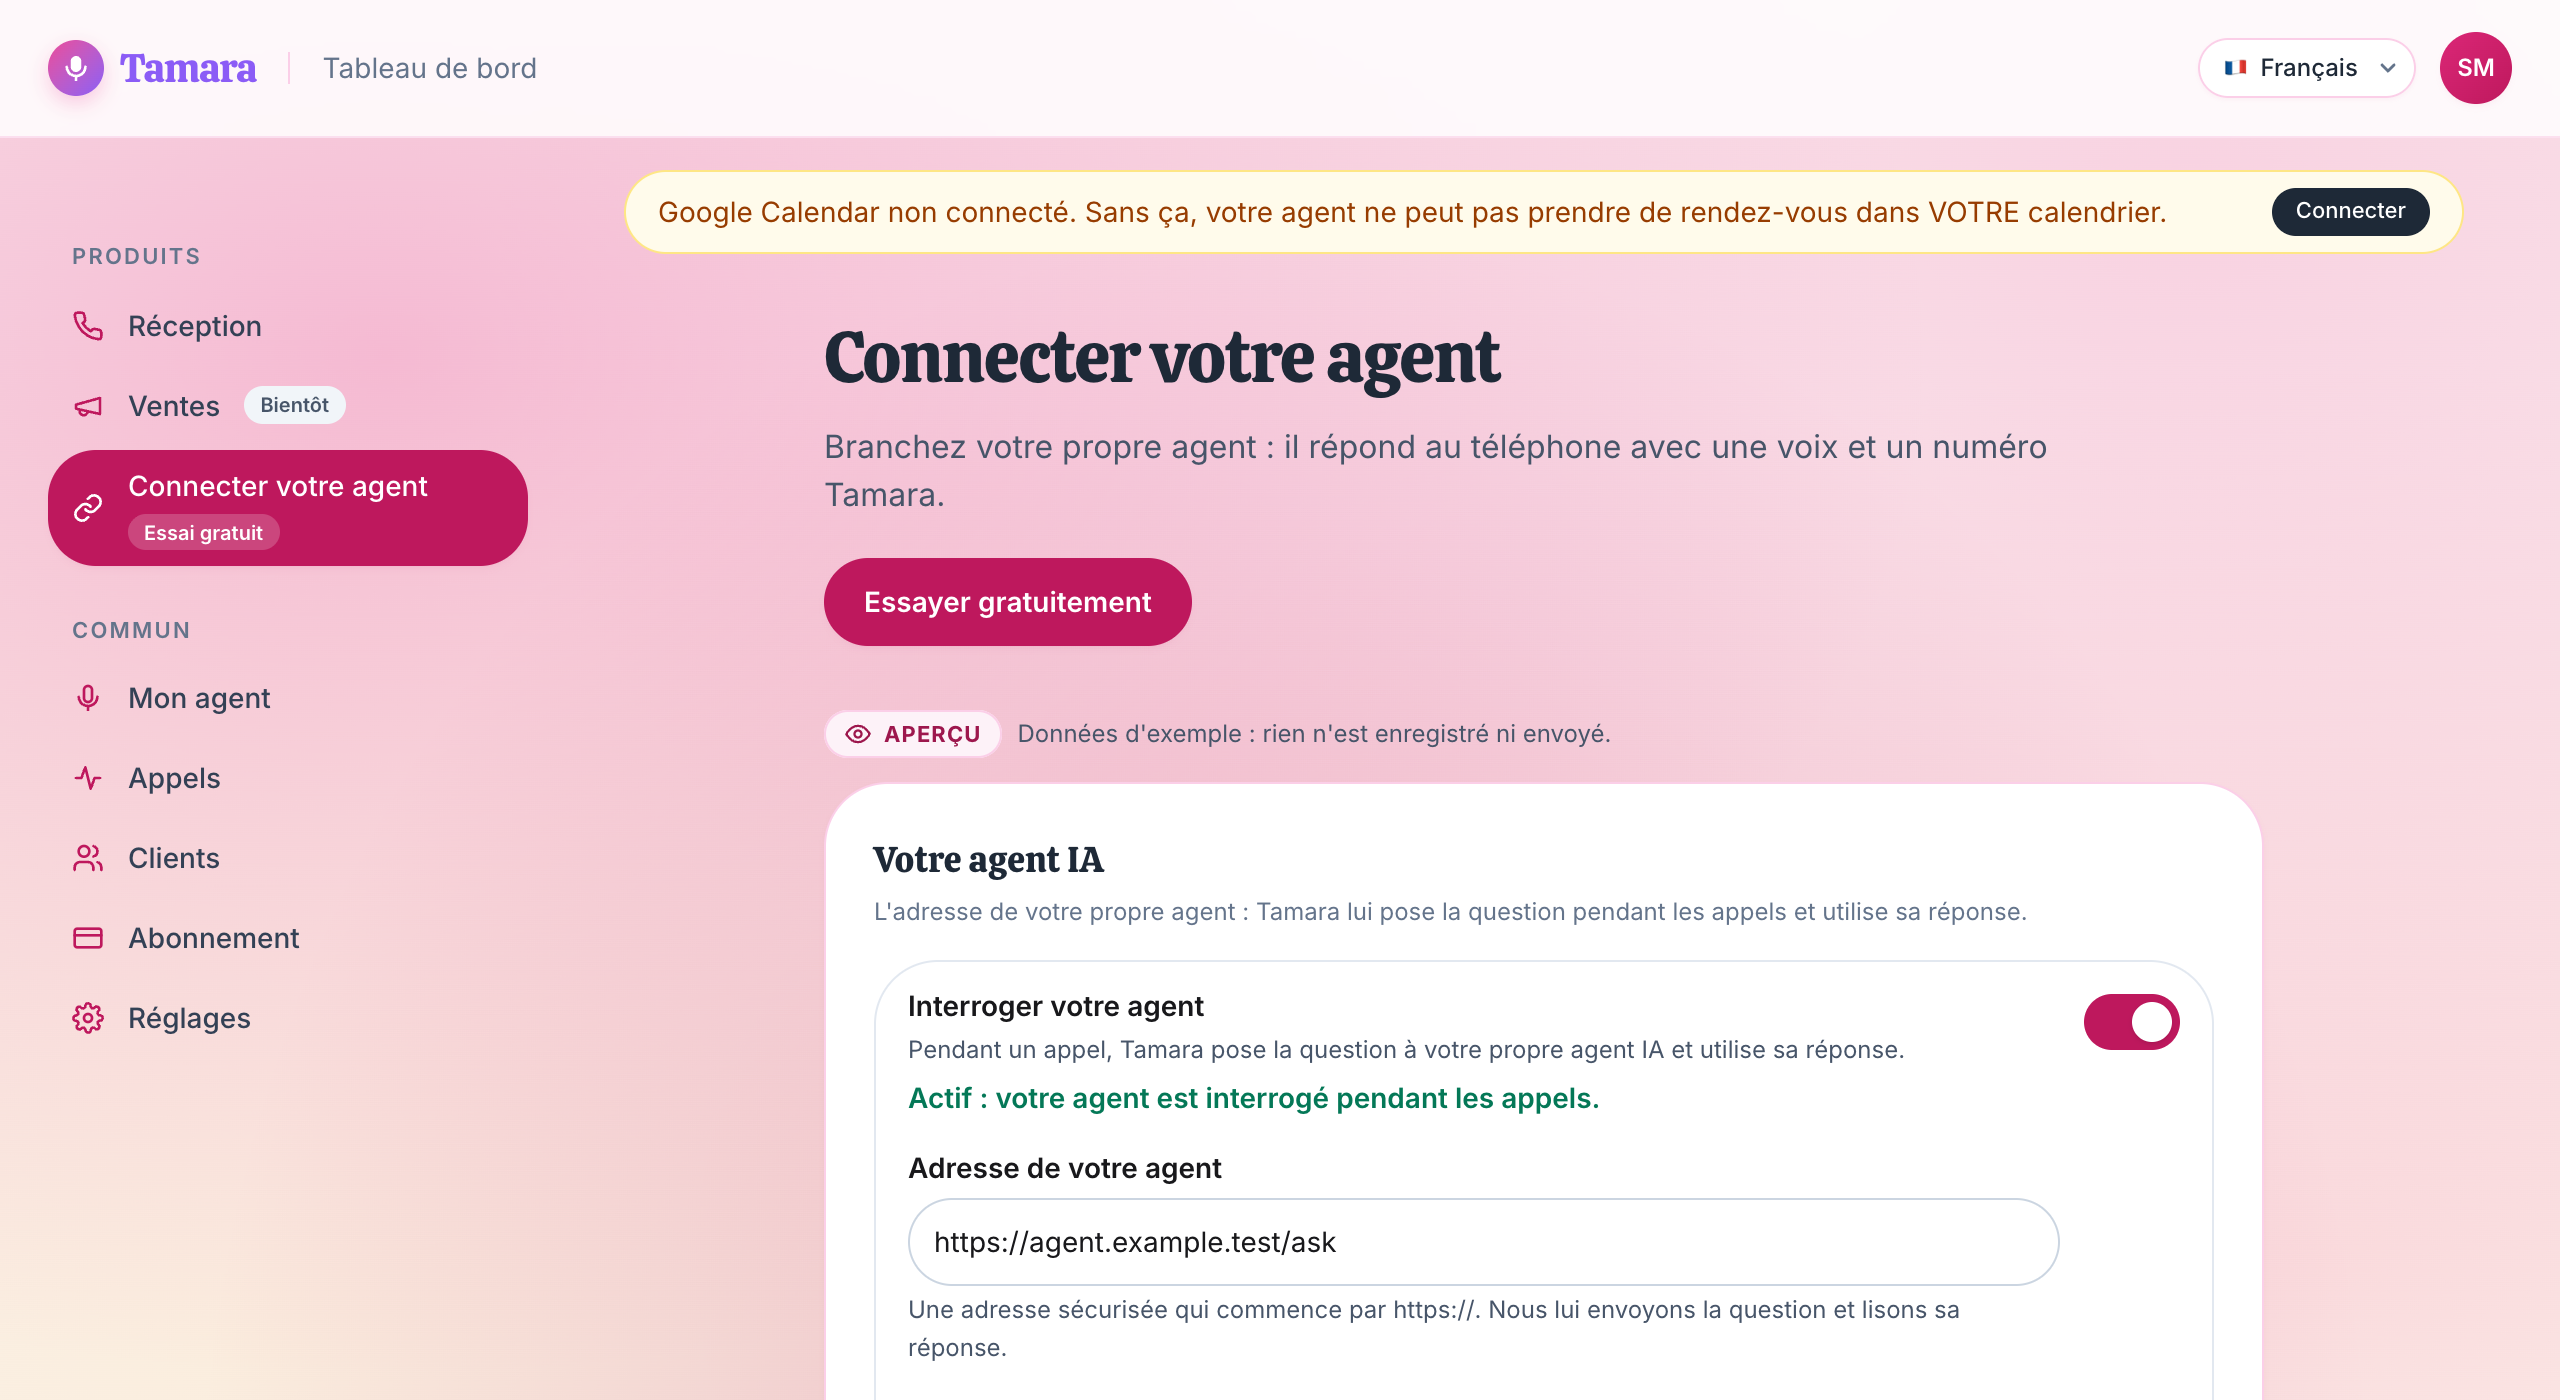 Tamara
Tableau de bord
Français
SM
Google Calendar non connecté. Sans ça, votre agent ne peut pas prendre de rendez-vous dans VOTRE calendrier.
Connecter
PRODUITS
Réception
Ventes
Bientôt
Connecter votre agent
Essai gratuit
COMMUN
Mon agent
Appels
Clients
Abonnement
Réglages
Connecter votre agent
Branchez votre propre agent : il répond au téléphone avec une voix et un numéro
Tamara.
Essayer gratuitement
APERÇU
Données d'exemple : rien n'est enregistré ni envoyé.
Votre agent IA
L'adresse de votre propre agent : Tamara lui pose la question pendant les appels et utilise sa réponse.
Interroger votre agent
Pendant un appel, Tamara pose la question à votre propre agent IA et utilise sa réponse.
Actif : votre agent est interrogé pendant les appels.
Adresse de votre agent
https://agent.example.test/ask
Une adresse sécurisée qui commence par https://. Nous lui envoyons la question et lisons sa
réponse.